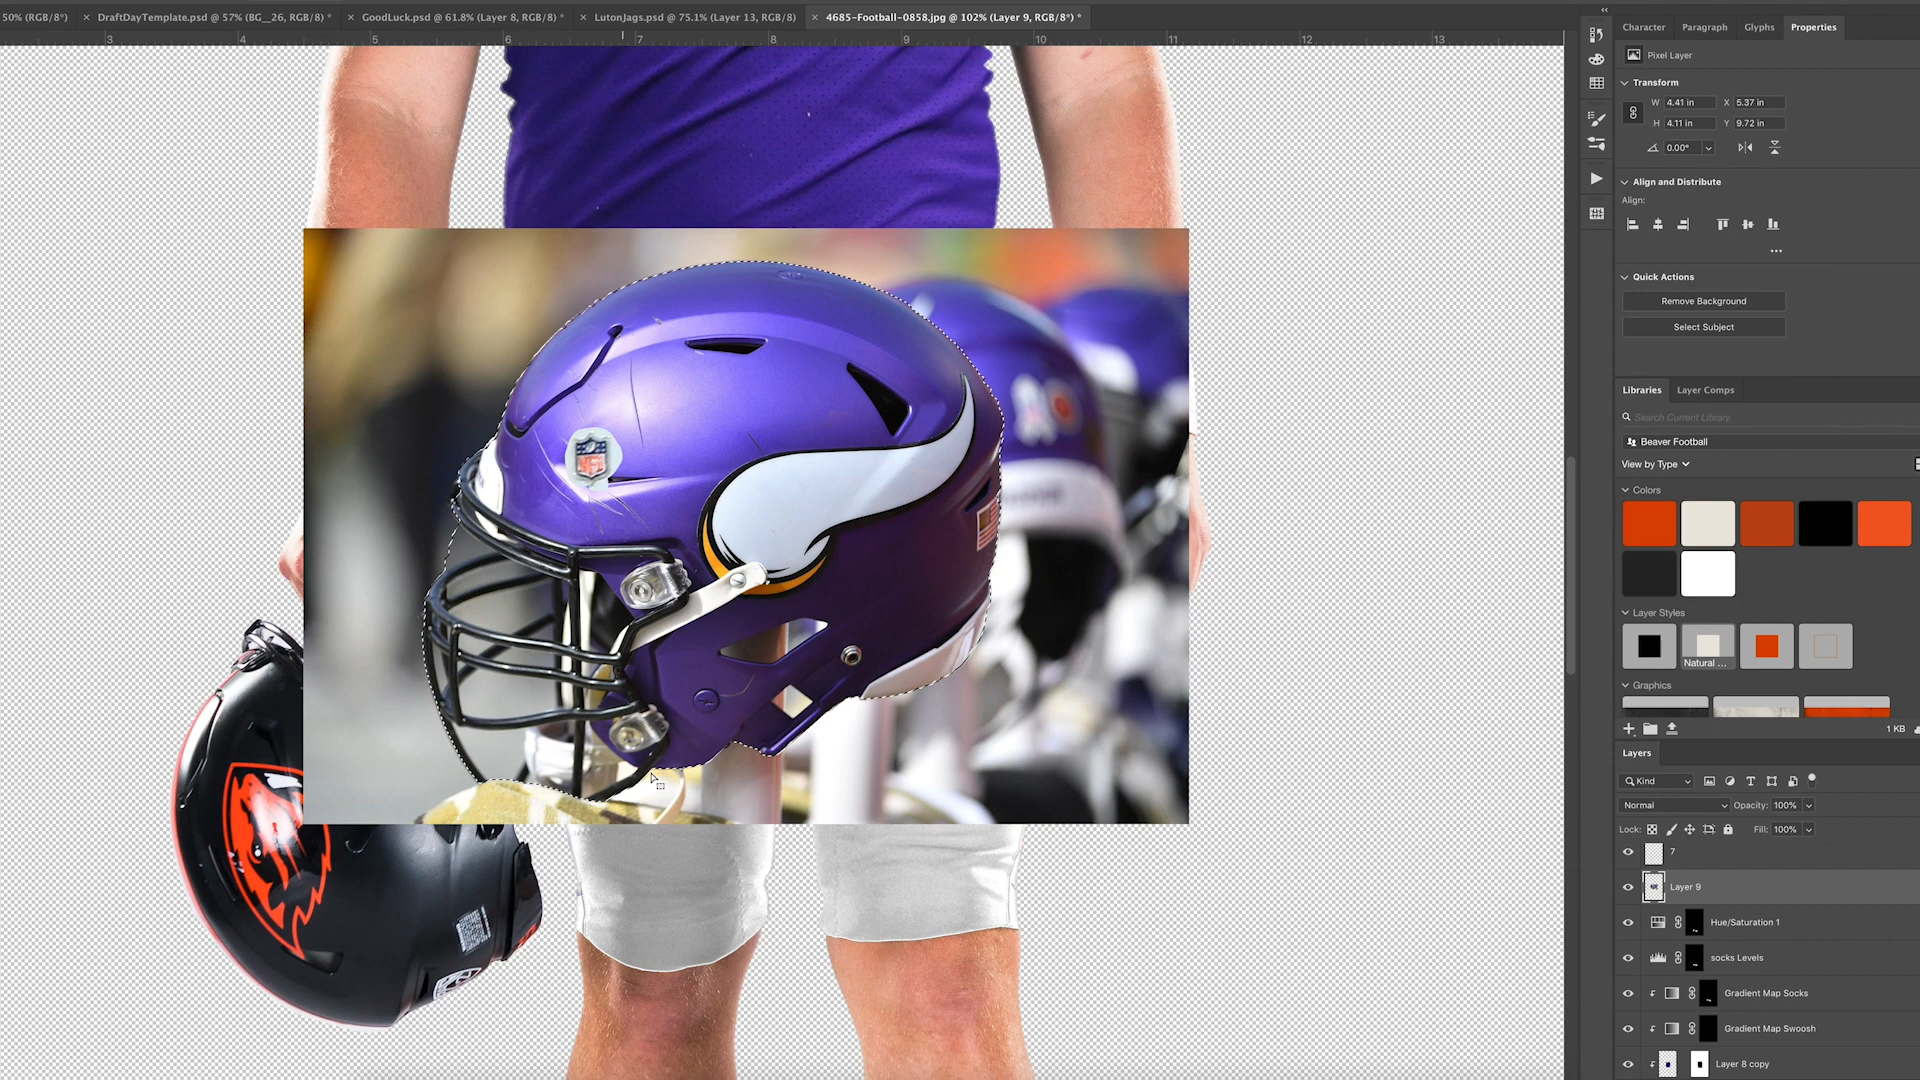 50% (RGB/8*)
DraftDayTemplate.psd @ 57% (BG__26, RGB/8) *
GoodLuck.psd @ 61.8% (Layer 8, RGB/8) *
LutonJags.psd @ 75.1% (Layer 13, RGB/8)
4685-Football-0858.jpg @ 102% (Layer 9, RGB/8*) *
3 4 5 6 7 8 9 10 11 12 13
Character Paragraph Glyphs Properties
Pixel Layer
Transform
W 4.41 in X 5.37 in
H 4.11 in Y 9.72 in
0.00°
Align and Distribute
Align:
Quick Actions
Remove Background
Select Subject
Libraries Layer Comps
Search Current Library
Beaver Football
View by Type
Colors
Layer Styles
Natural ...
Graphics
1 KB
Layers
Kind
Normal Opacity: 100%
Lock: Fill: 100%
7
Layer 9
Hue/Saturation 1
socks Levels
Gradient Map Socks
Gradient Map Swoosh
Layer 8 copy
NFL